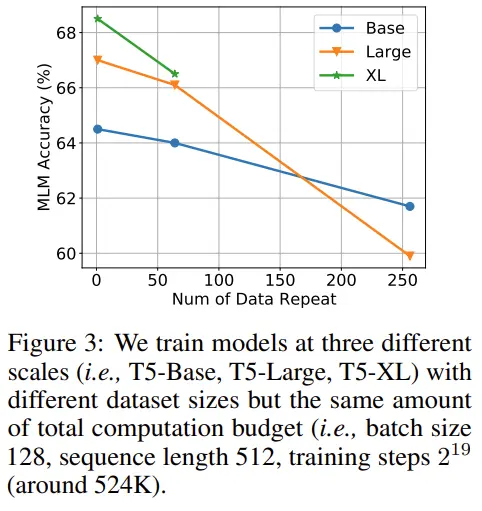 68
66
64
62
60
MLM Accuracy (%)
Base
Large
XL
0 50 100 150 200 250
Num of Data Repeat
Figure 3: We train models at three different
scales (i.e., T5-Base, T5-Large, T5-XL) with
different dataset sizes but the same amount
of total computation budget (i.e., batch size
128, sequence length 512, training steps 2¹⁹
(around 524K).